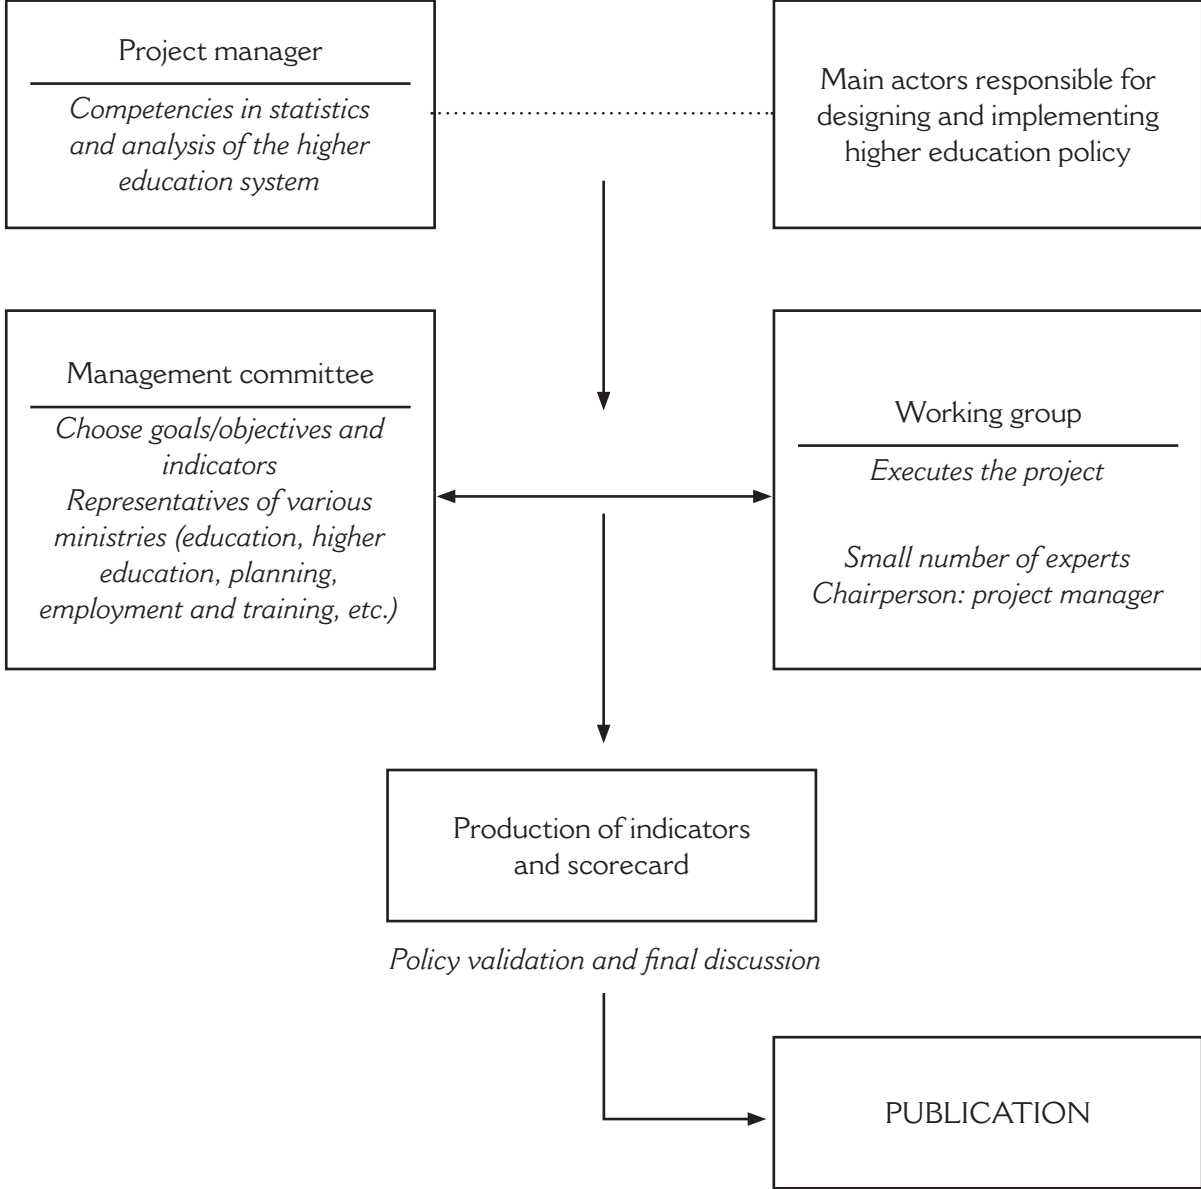 Project manager
Competencies in statistics
and analysis of the higher
education system
Main actors responsible for
designing and implementing
higher education policy
Management committee
Choose goals/objectives and
indicators
Representatives of various
ministries (education, higher
education, planning,
employment and training, etc.)
Working group
Executes the project
Small number of experts
Chairperson: project manager
Production of indicators
and scorecard
Policy validation and final discussion
PUBLICATION